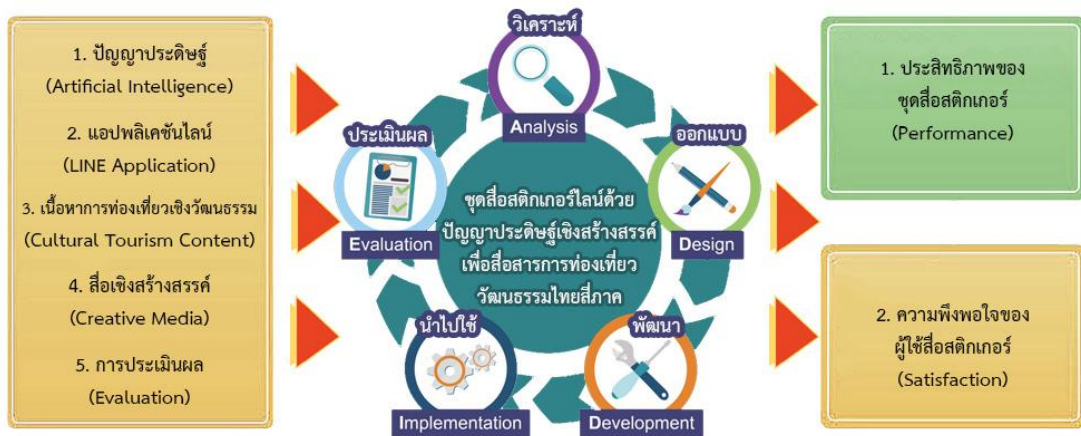 1. ปัญญาประดิษฐ์
(Artificial Intelligence)
2. แอปพลิเคชันไลน์
(LINE Application)
3. เนื้อหาการท่องเที่ยวเชิงวัฒนธรรม
(Cultural Tourism Content)
4. สื่อเชิงสร้างสรรค์
(Creative Media)
5. การประเมินผล
(Evaluation)
วิเคราะห์
Analysis
ออกแบบ
Design
พัฒนา
Development
นำไปใช้
Implementation
ประเมินผล
Evaluation
ชุดสื่อสติกเกอร์ไลน์ด้วย
ปัญญาประดิษฐ์เชิงสร้างสรรค์
เพื่อสื่อสารการท่องเที่ยว
วัฒนธรรมไทยสี่ภาค
1. ประสิทธิภาพของ
ชุดสื่อสติกเกอร์
(Performance)
2. ความพึงพอใจของ
ผู้ใช้สื่อสติกเกอร์
(Satisfaction)